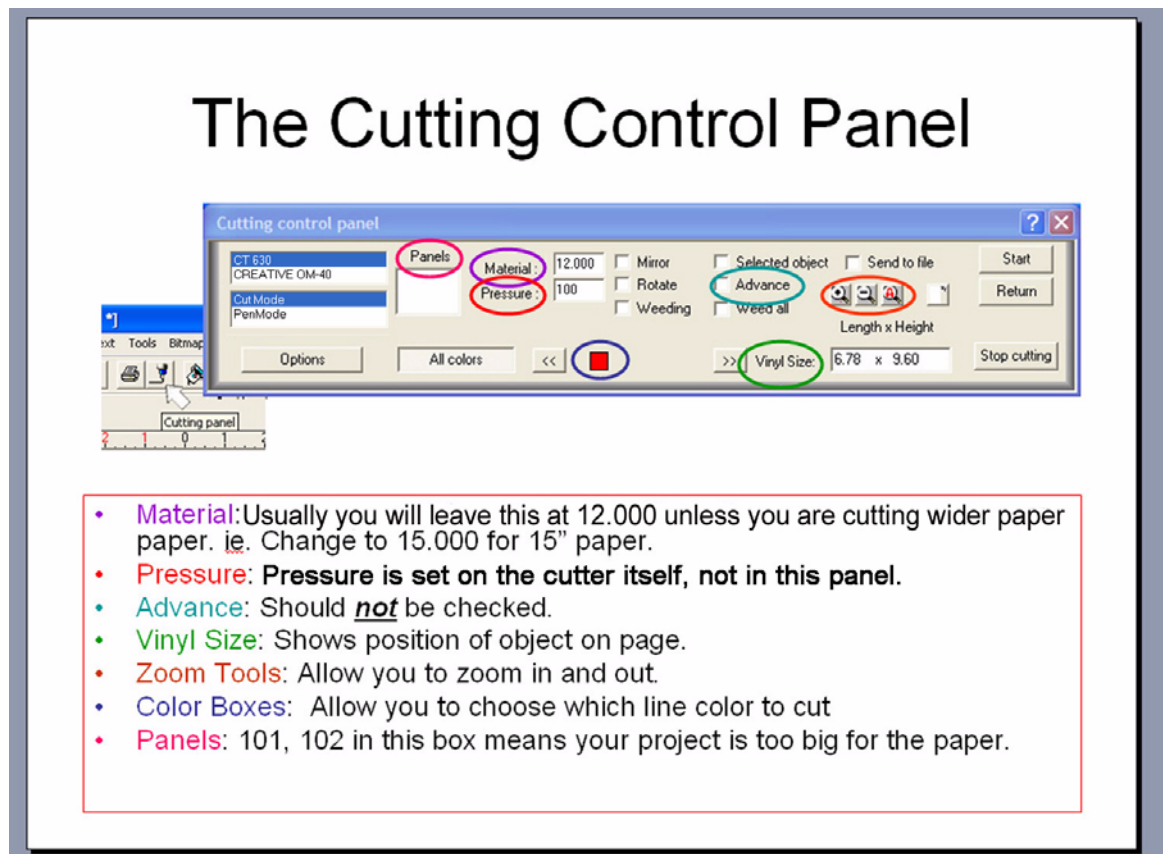 The Cutting Control Panel
Cutting control panel
CT 630
CREATIVE OM-40
Cut Mode
PenMode
Panels
Material :
12.000
Pressure :
100
Mirror
Rotate
Weeding
Selected object
Advance
Weed all
Send to file
Length x Height
Start
Return
Options
All colors
<<
>>
Vinyl Size:
6.78 x 9.60
Stop cutting
*]
ext Tools Bitmap
Cutting panel
2 1 0 1 2
• Material:Usually you will leave this at 12.000 unless you are cutting wider paper
paper. ie. Change to 15.000 for 15” paper.
• Pressure: Pressure is set on the cutter itself, not in this panel.
• Advance: Should not be checked.
• Vinyl Size: Shows position of object on page.
• Zoom Tools: Allow you to zoom in and out.
• Color Boxes: Allow you to choose which line color to cut
• Panels: 101, 102 in this box means your project is too big for the paper.